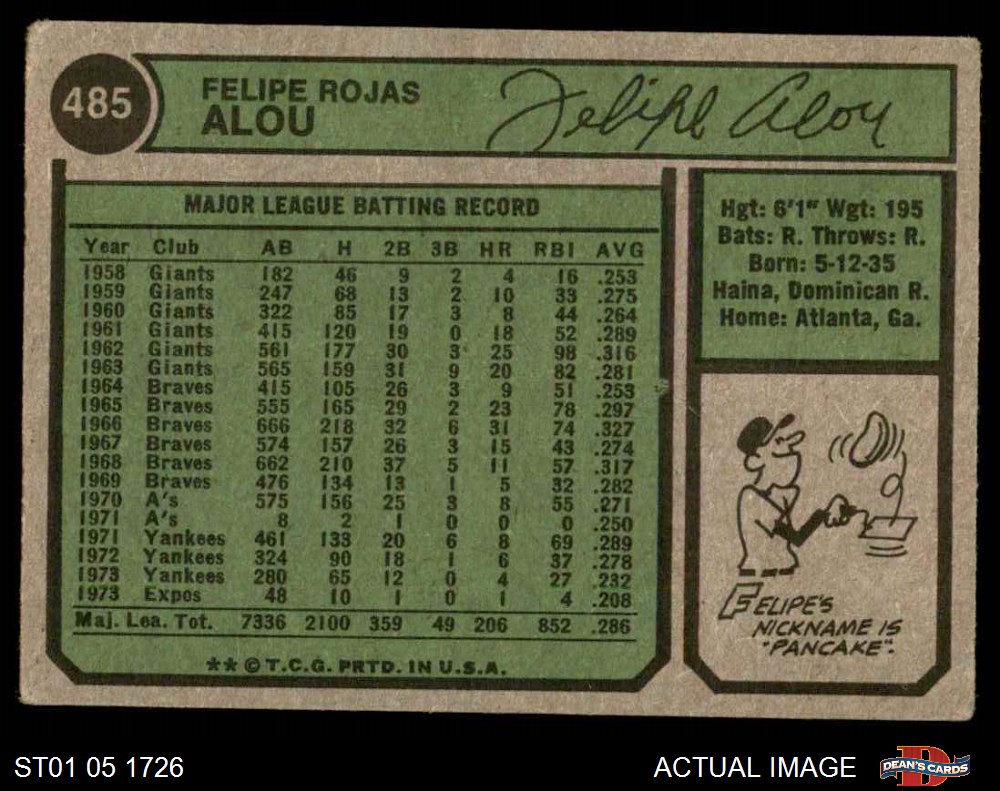 485
FELIPE ROJAS
ALOU
Felipe Alou
MAJOR LEAGUE BATTING RECORD
Year Club AB H 2B 3B HR RBI AVG
1958 Giants 182 46 9 2 4 16 .253
1959 Giants 247 68 13 2 10 33 .275
1960 Giants 322 85 17 3 8 44 .264
1961 Giants 415 120 19 0 18 52 .289
1962 Giants 561 177 30 3 25 98 .316
1963 Giants 565 159 31 9 20 82 .281
1964 Braves 415 105 26 3 9 51 .253
1965 Braves 555 165 29 2 23 78 .297
1966 Braves 666 218 32 6 31 74 .327
1967 Braves 574 157 26 3 15 43 .274
1968 Braves 662 210 37 5 11 57 .317
1969 Braves 476 134 13 1 5 32 .282
1970 A's 575 156 25 3 8 55 .271
1971 A's 8 2 1 0 0 0 .250
1971 Yankees 461 133 20 6 8 69 .289
1972 Yankees 324 90 18 1 6 37 .278
1973 Yankees 280 65 12 0 4 27 .232
1973 Expos 48 10 1 0 1 4 .208
Maj. Lea. Tot. 7336 2100 359 49 206 852 .286
** © T.C.G. PRTD. IN U.S.A.
Hgt: 6'1" Wgt: 195
Bats: R. Throws: R.
Born: 5-12-35
Haina, Dominican R.
Home: Atlanta, Ga.
FELIPE'S
NICKNAME IS
"PANCAKE".
ST01 05 1726
ACTUAL IMAGE
DEAN'S CARDS